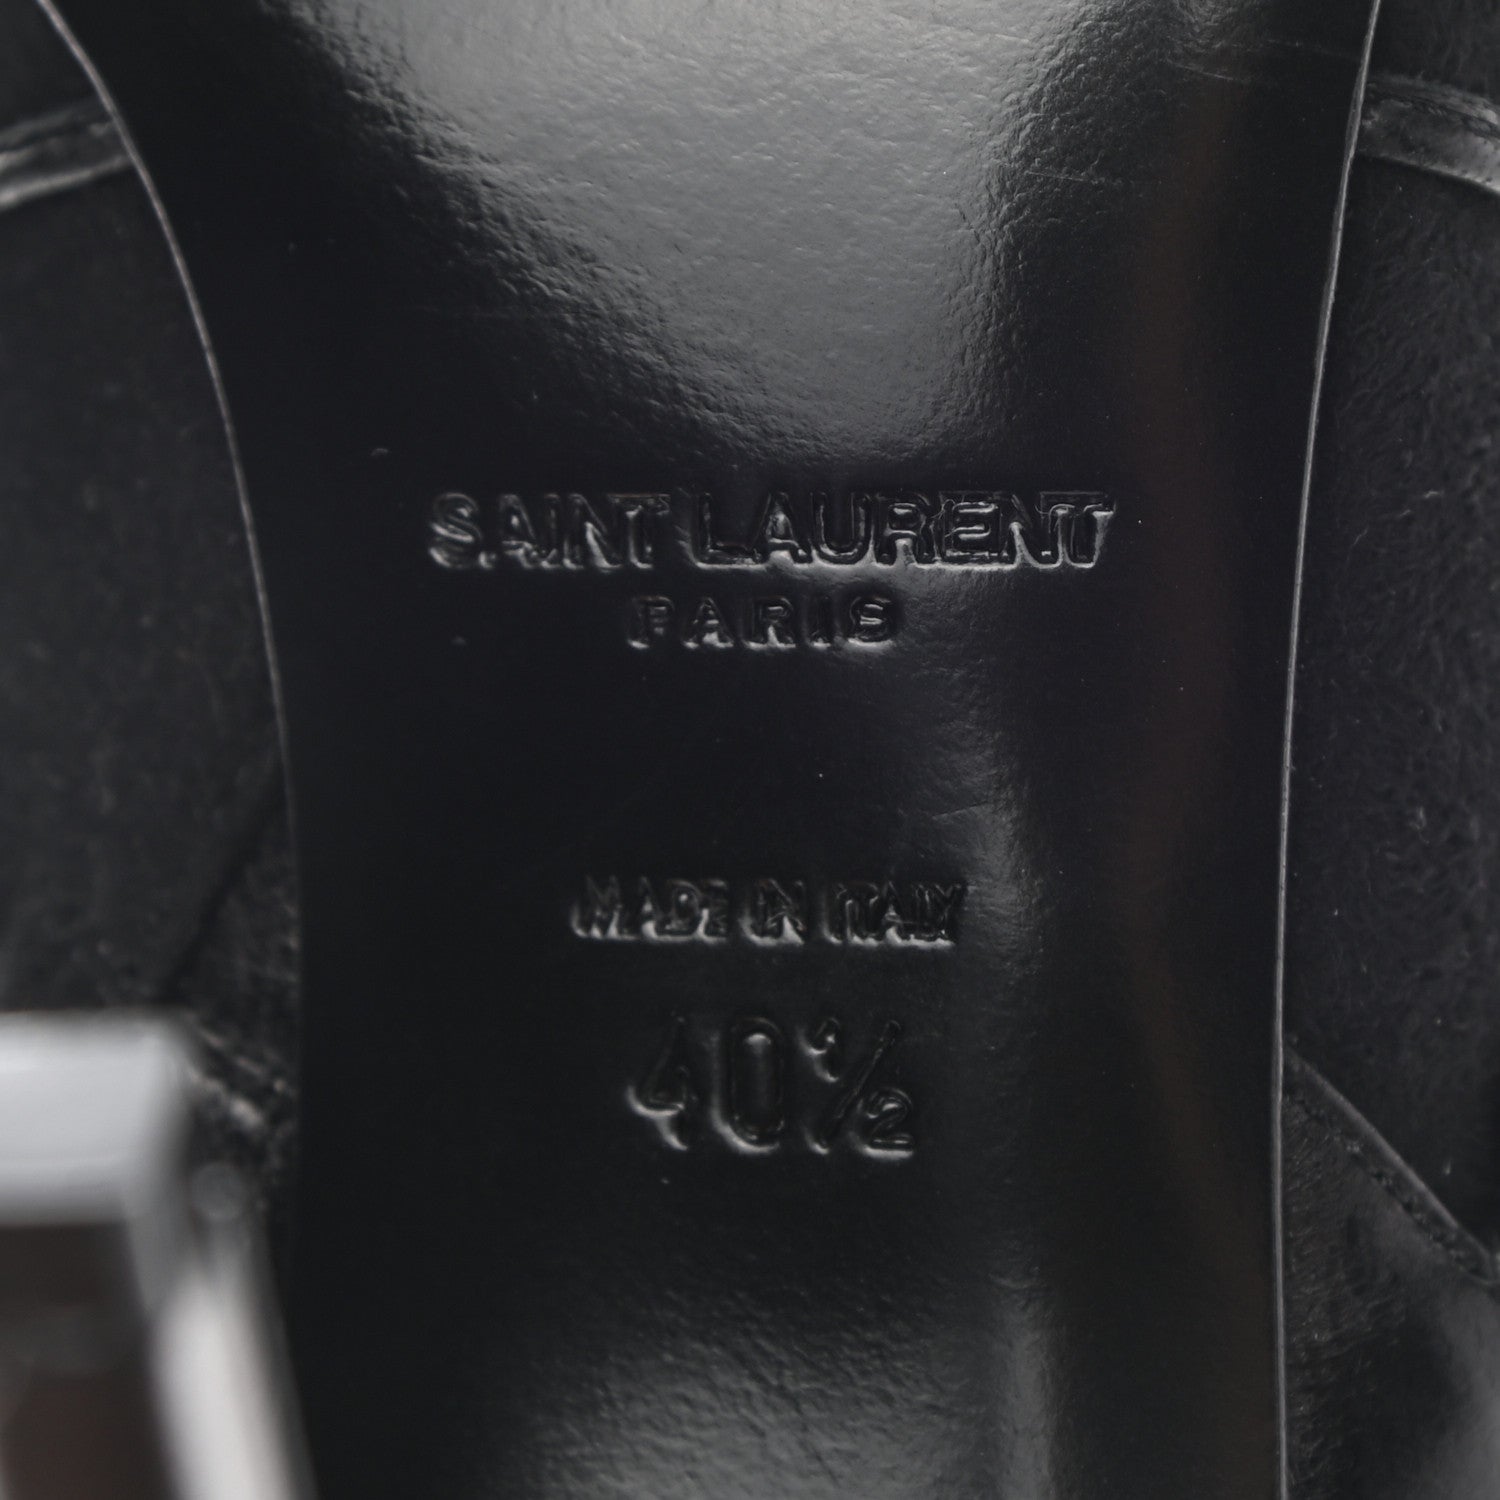 SAINT LAURENT
PARIS
MADE IN ITALY
40½